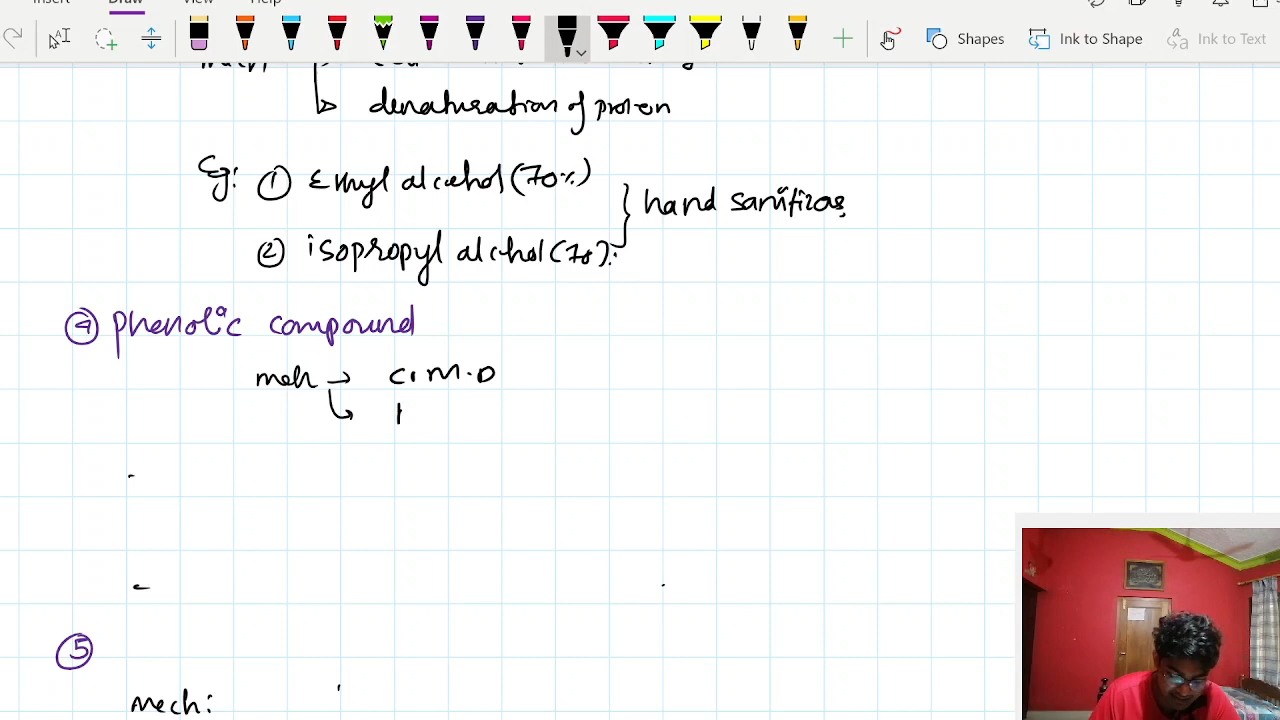 Draw
Shapes
Ink to Shape
Ink to Text
denaturation of protein
Eg: ① Ethyl alcohol (70%)
hand sanitizers
② isopropyl alcohol (70%)
④ phenolic compound
mech → C. M. D
⑤
mech: